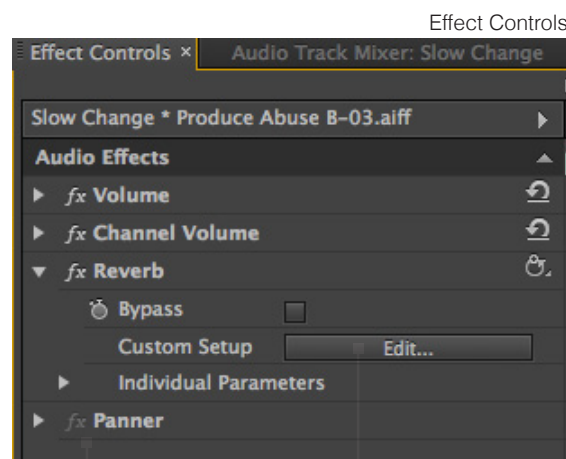 Effect Controls
Effect Controls × Audio Track Mixer: Slow Change
Slow Change * Produce Abuse B-03.aiff
Audio Effects
fx Volume
fx Channel Volume
fx Reverb
Bypass
Custom Setup Edit...
Individual Parameters
fx Panner